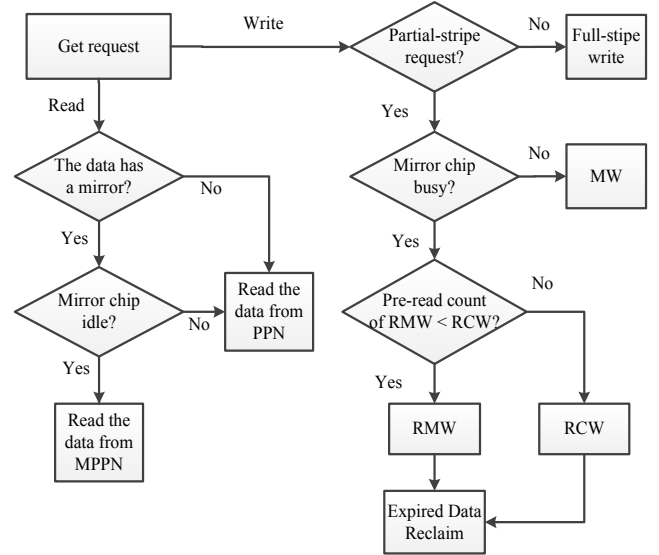 Get request
Write
Partial-stripe
request?
No
Full-stipe
write
Read
Yes
The data has
a mirror?
No
Mirror chip
busy?
No
MW
Yes
Yes
Mirror chip
idle?
No
Read the
data from
PPN
Pre-read count
of RMW < RCW?
No
Yes
Yes
Read the
data from
MPPN
RMW
RCW
Expired Data
Reclaim